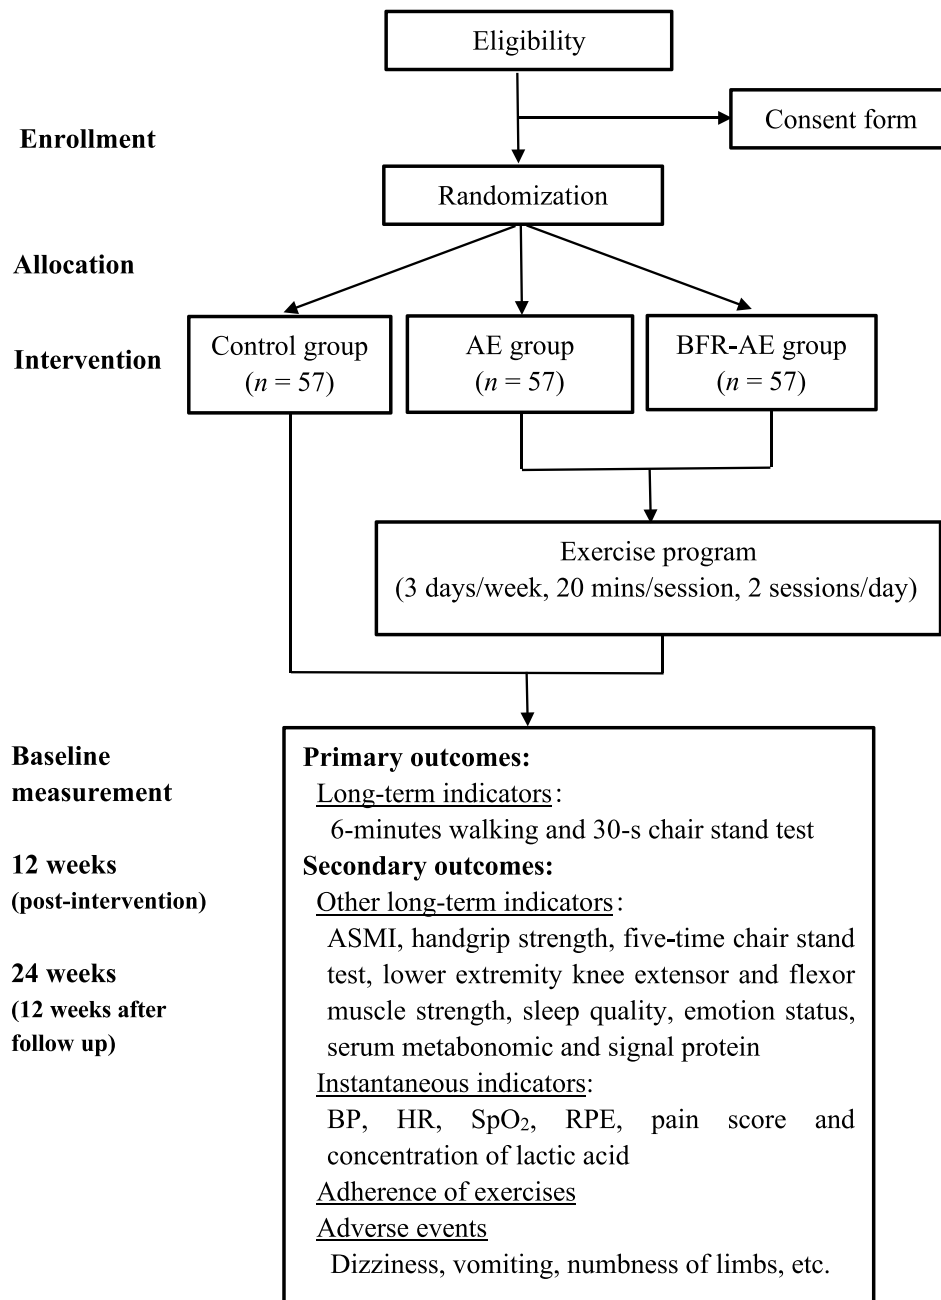 Eligibility
Consent form
Enrollment
Randomization
Allocation
Intervention
Control group
(n = 57)
AE group
(n = 57)
BFR-AE group
(n = 57)
Exercise program
(3 days/week, 20 mins/session, 2 sessions/day)
Baseline
measurement
12 weeks
(post-intervention)
24 weeks
(12 weeks after
follow up)
Primary outcomes:
Long-term indicators:
6-minutes walking and 30-s chair stand test
Secondary outcomes:
Other long-term indicators:
ASMI, handgrip strength, five-time chair stand
test, lower extremity knee extensor and flexor
muscle strength, sleep quality, emotion status,
serum metabonomic and signal protein
Instantaneous indicators:
BP, HR, SpO₂, RPE, pain score and
concentration of lactic acid
Adherence of exercises
Adverse events
Dizziness, vomiting, numbness of limbs, etc.